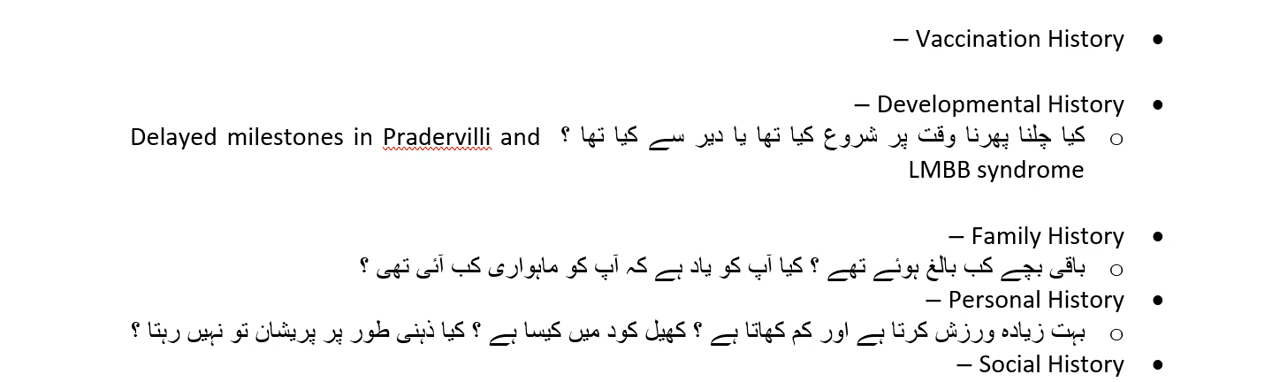 • Vaccination History –
• Developmental History –
o کیا چلنا پھرنا وقت پر شروع کیا تھا یا دیر سے کیا تھا ؟ Delayed milestones in Pradervilli and
LMBB syndrome
• Family History –
o باقی بچے کب بالغ ہوئے تھے ؟ کیا آپ کو یاد ہے کہ آپ کو ماہواری کب آئی تھی ؟
• Personal History –
o بہت زیادہ ورزش کرتا ہے اور کم کھاتا ہے ؟ کھیل کود میں کیسا ہے ؟ کیا ذہنی طور پر پریشان تو نہیں رہتا ؟
• Social History –